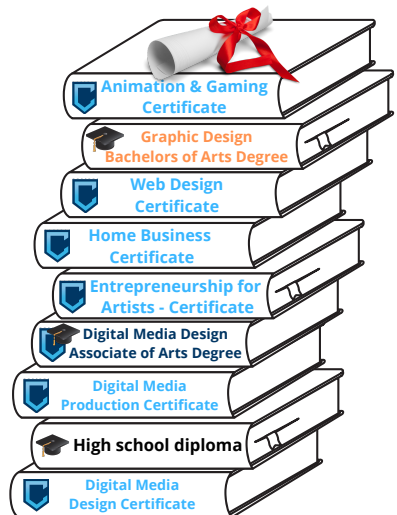 Animation & Gaming
Certificate
Graphic Design
Bachelors of Arts Degree
Web Design
Certificate
Home Business
Certificate
Entrepreneurship for
Artists - Certificate
Digital Media Design
Associate of Arts Degree
Digital Media
Production Certificate
High school diploma
Digital Media
Design Certificate